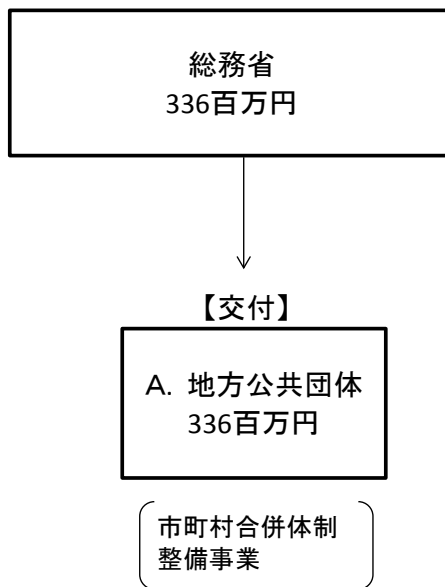 総務省
336百万円
【交付】
A. 地方公共団体
336百万円
市町村合併体制
整備事業